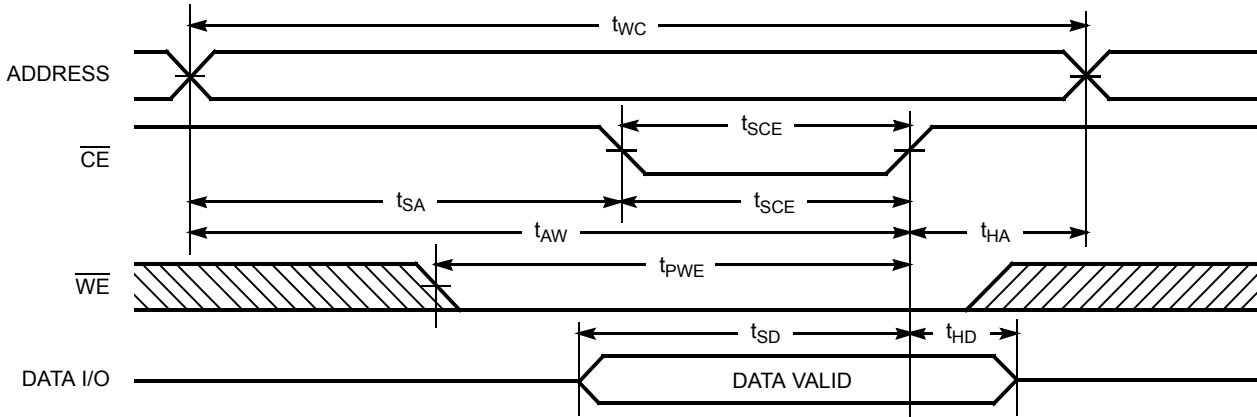 tWC
ADDRESS
tSCE
CE
tSA
tSCE
tAW
tHA
tPWE
WE
tSD
tHD
DATA I/O
DATA VALID